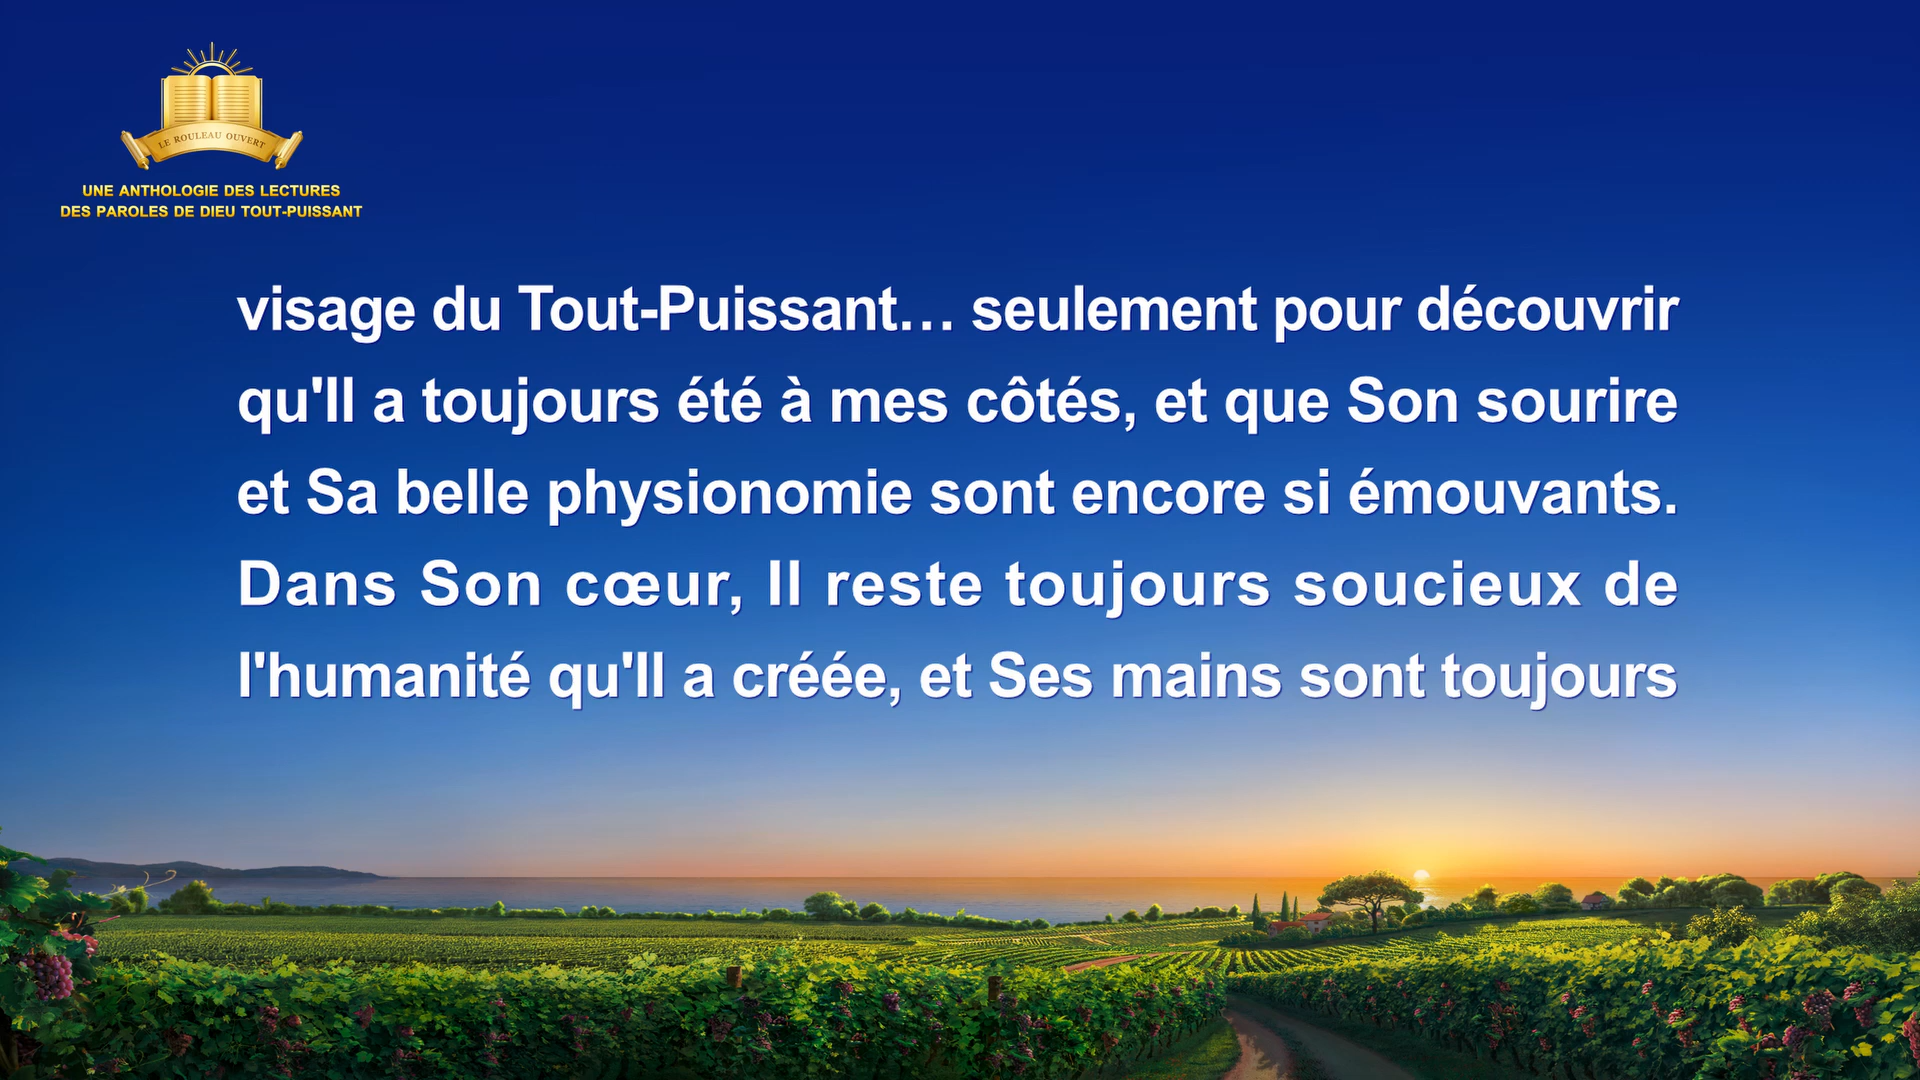 LE ROULEAU OUVERT
UNE ANTHOLOGIE DES LECTURES
DES PAROLES DE DIEU TOUT-PUISSANT
visage du Tout-Puissant… seulement pour découvrir
qu'Il a toujours été à mes côtés, et que Son sourire
et Sa belle physionomie sont encore si émouvants.
Dans Son cœur, Il reste toujours soucieux de
l'humanité qu'Il a créée, et Ses mains sont toujours